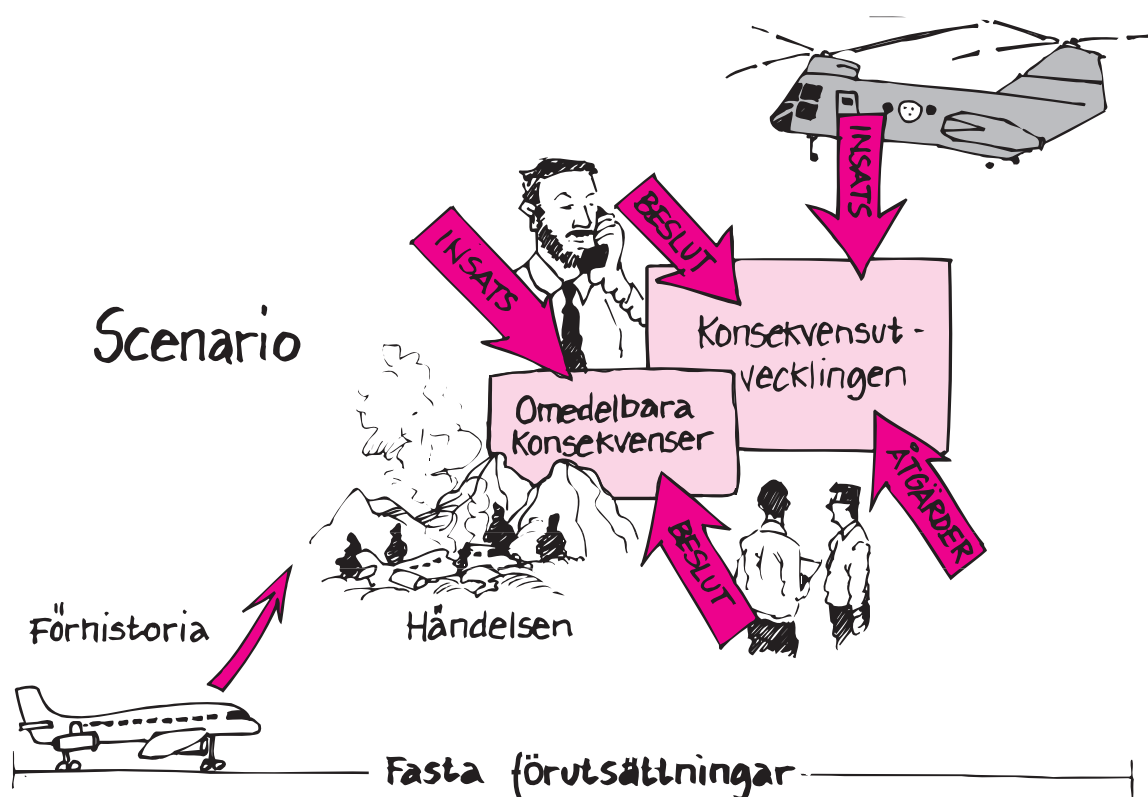 INSATS
INSATS
BESLUT
Scenario
Konsekvensut-
vecklingen
Omedelbara
Konsekvenser
ÅTGÄRDER
BESLUT
Förhistoria
Händelsen
Fasta förutsättningar